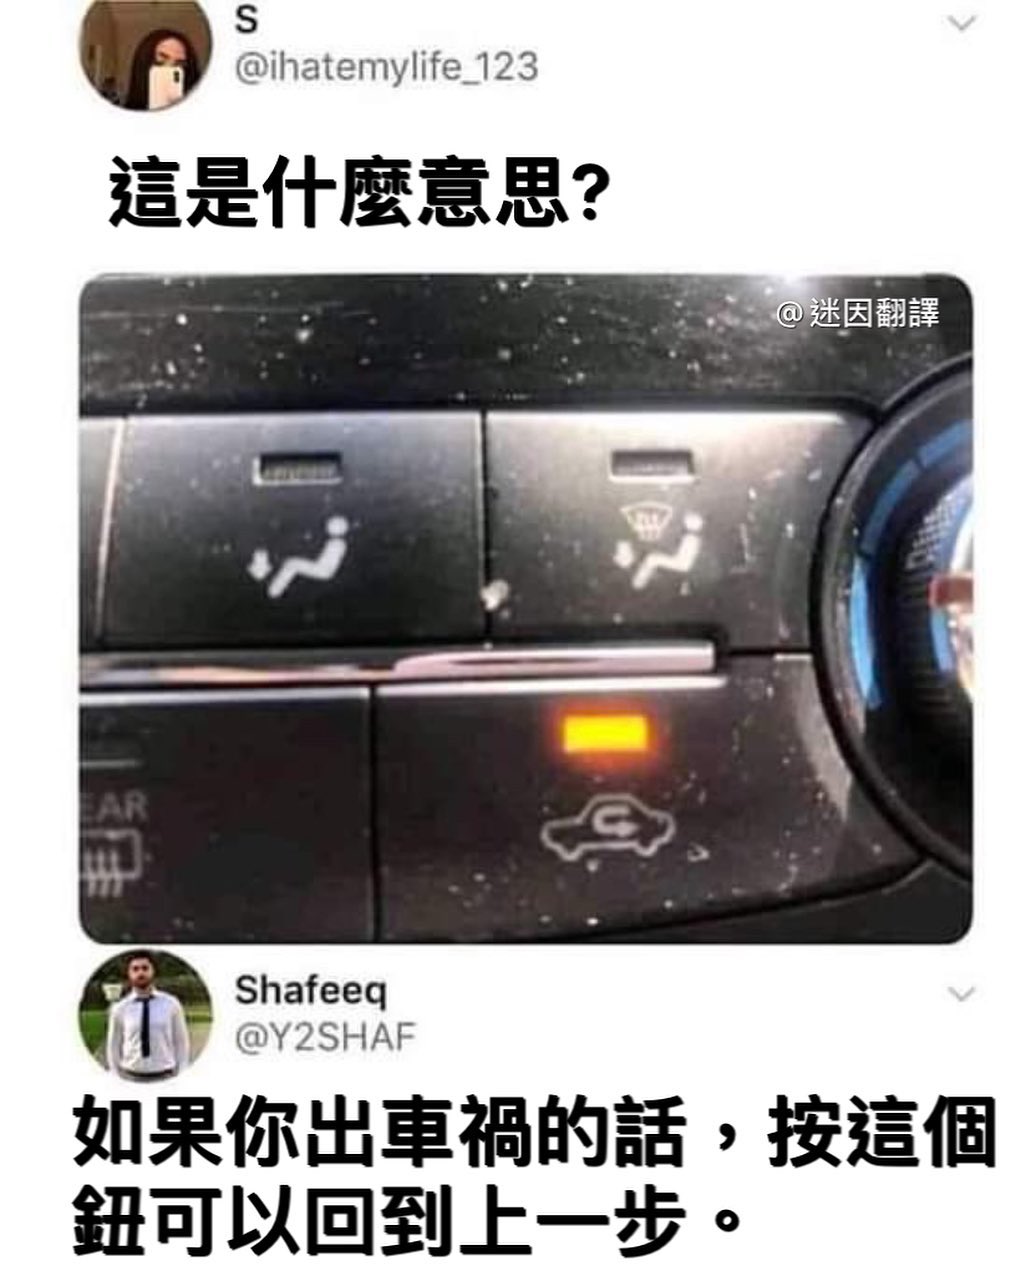 S
@ihatemylife_123
這是什麼意思?
@迷因翻譯
EAR
Shafeeq
@Y2SHAF
如果你出車禍的話，按這個
鈕可以回到上一步。